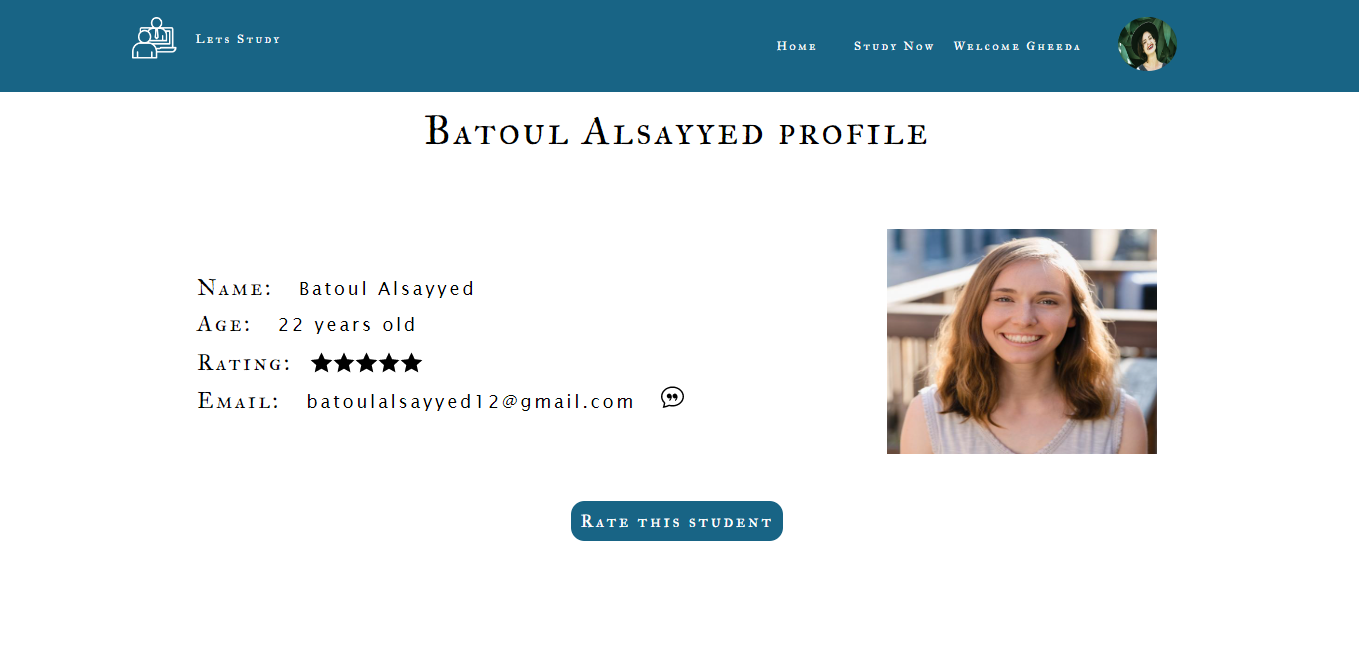 Lets Study
Home Study Now Welcome Gheeda
Batoul Alsayyed profile
Name: Batoul Alsayyed
Age: 22 years old
Rating: ★★★★★
Email: batoulalsayyed12@gmail.com
Rate this student